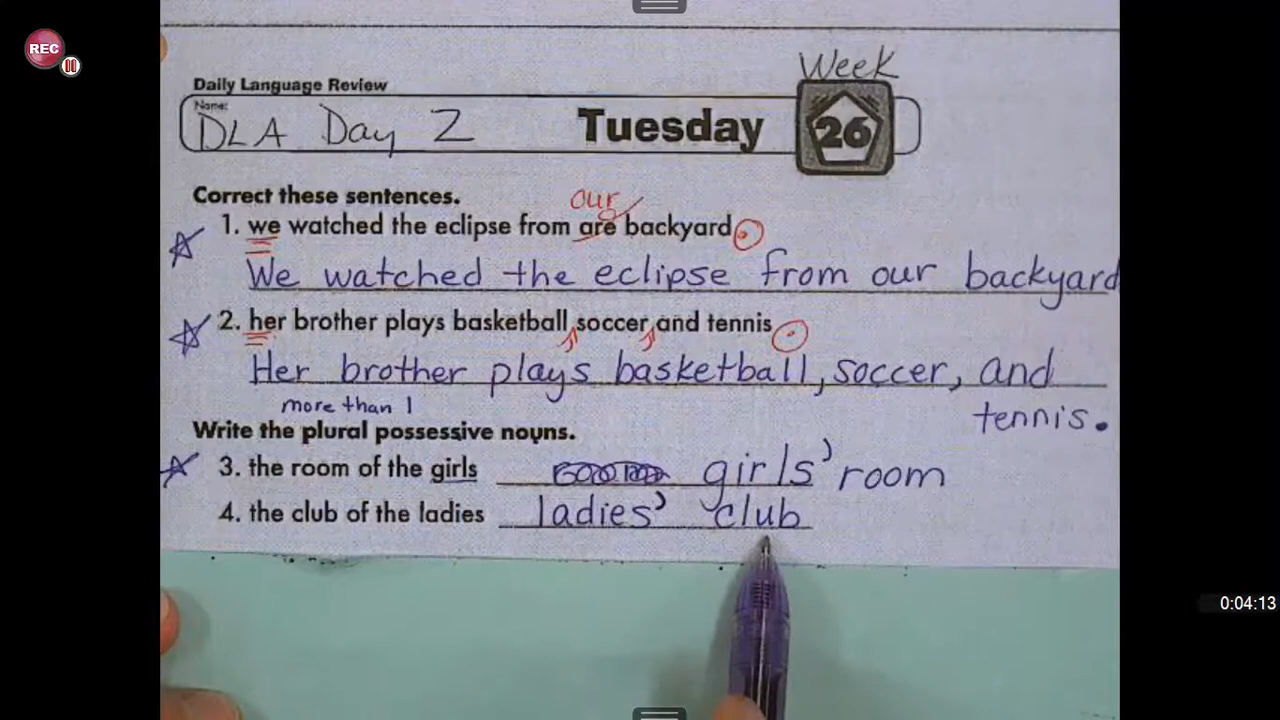 REC
Week
Daily Language Review
Name:
DLA Day 2 Tuesday 26
Correct these sentences.
our
1. we watched the eclipse from are backyard
We watched the eclipse from our backyard
2. her brother plays basketball, soccer, and tennis
Her brother plays basketball, soccer, and
tennis.
more than 1
Write the plural possessive nouns.
3. the room of the girls girls' room
4. the club of the ladies ladies' club
0:04:13